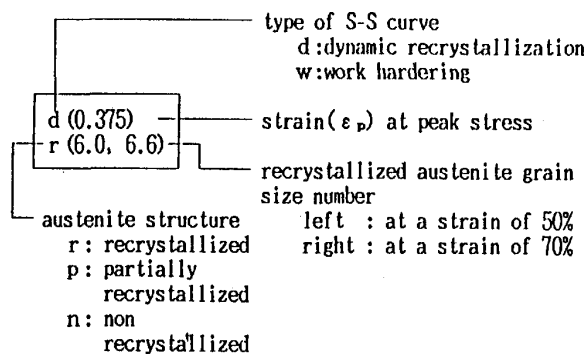 type of S-S curve
d :dynamic recrystallization
w:work hardering
d (0.375)
strain(εp) at peak stress
r (6.0, 6.6)
recrystallized austenite grain
size number
left : at a strain of 50%
right : at a strain of 70%
austenite structure
r : recrystallized
p : partially
recrystallized
n : non
recrystallized